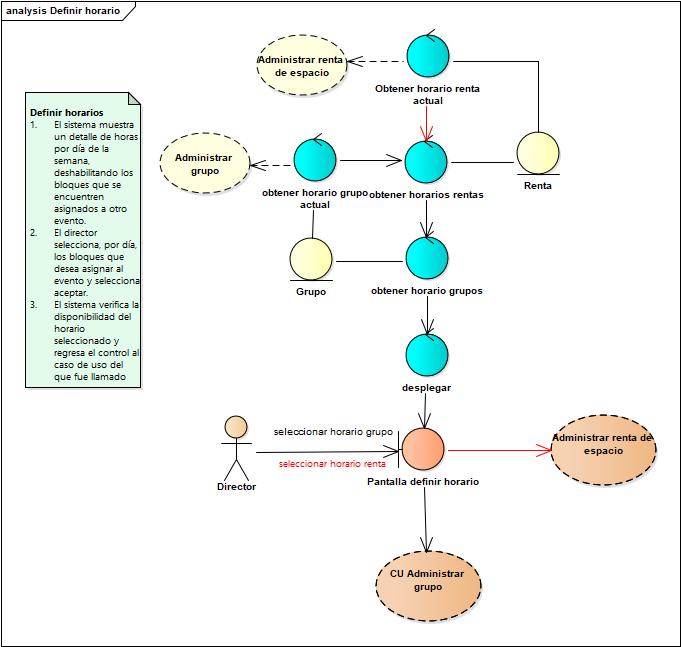 analysis Definir horario
Administrar renta
de espacio
Obtener horario renta
actual
Definir horarios
1. El sistema muestra
un detalle de horas
por día de la
semana,
deshabilitando los
bloques que se
encuentren
asignados a otro
evento.
2. El director
selecciona, por día,
los bloques que
desea asignar al
evento y selecciona
aceptar.
3. El sistema verifica la
disponibilidad del
horario
seleccionado y
regresa el control al
caso de uso del
que fue llamado
Administrar
grupo
obtener horario grupo
actual
obtener horarios rentas
Renta
Grupo
obtener horario grupos
desplegar
seleccionar horario grupo
seleccionar horario renta
Director
Pantalla definir horario
Administrar renta de
espacio
CU Administrar
grupo